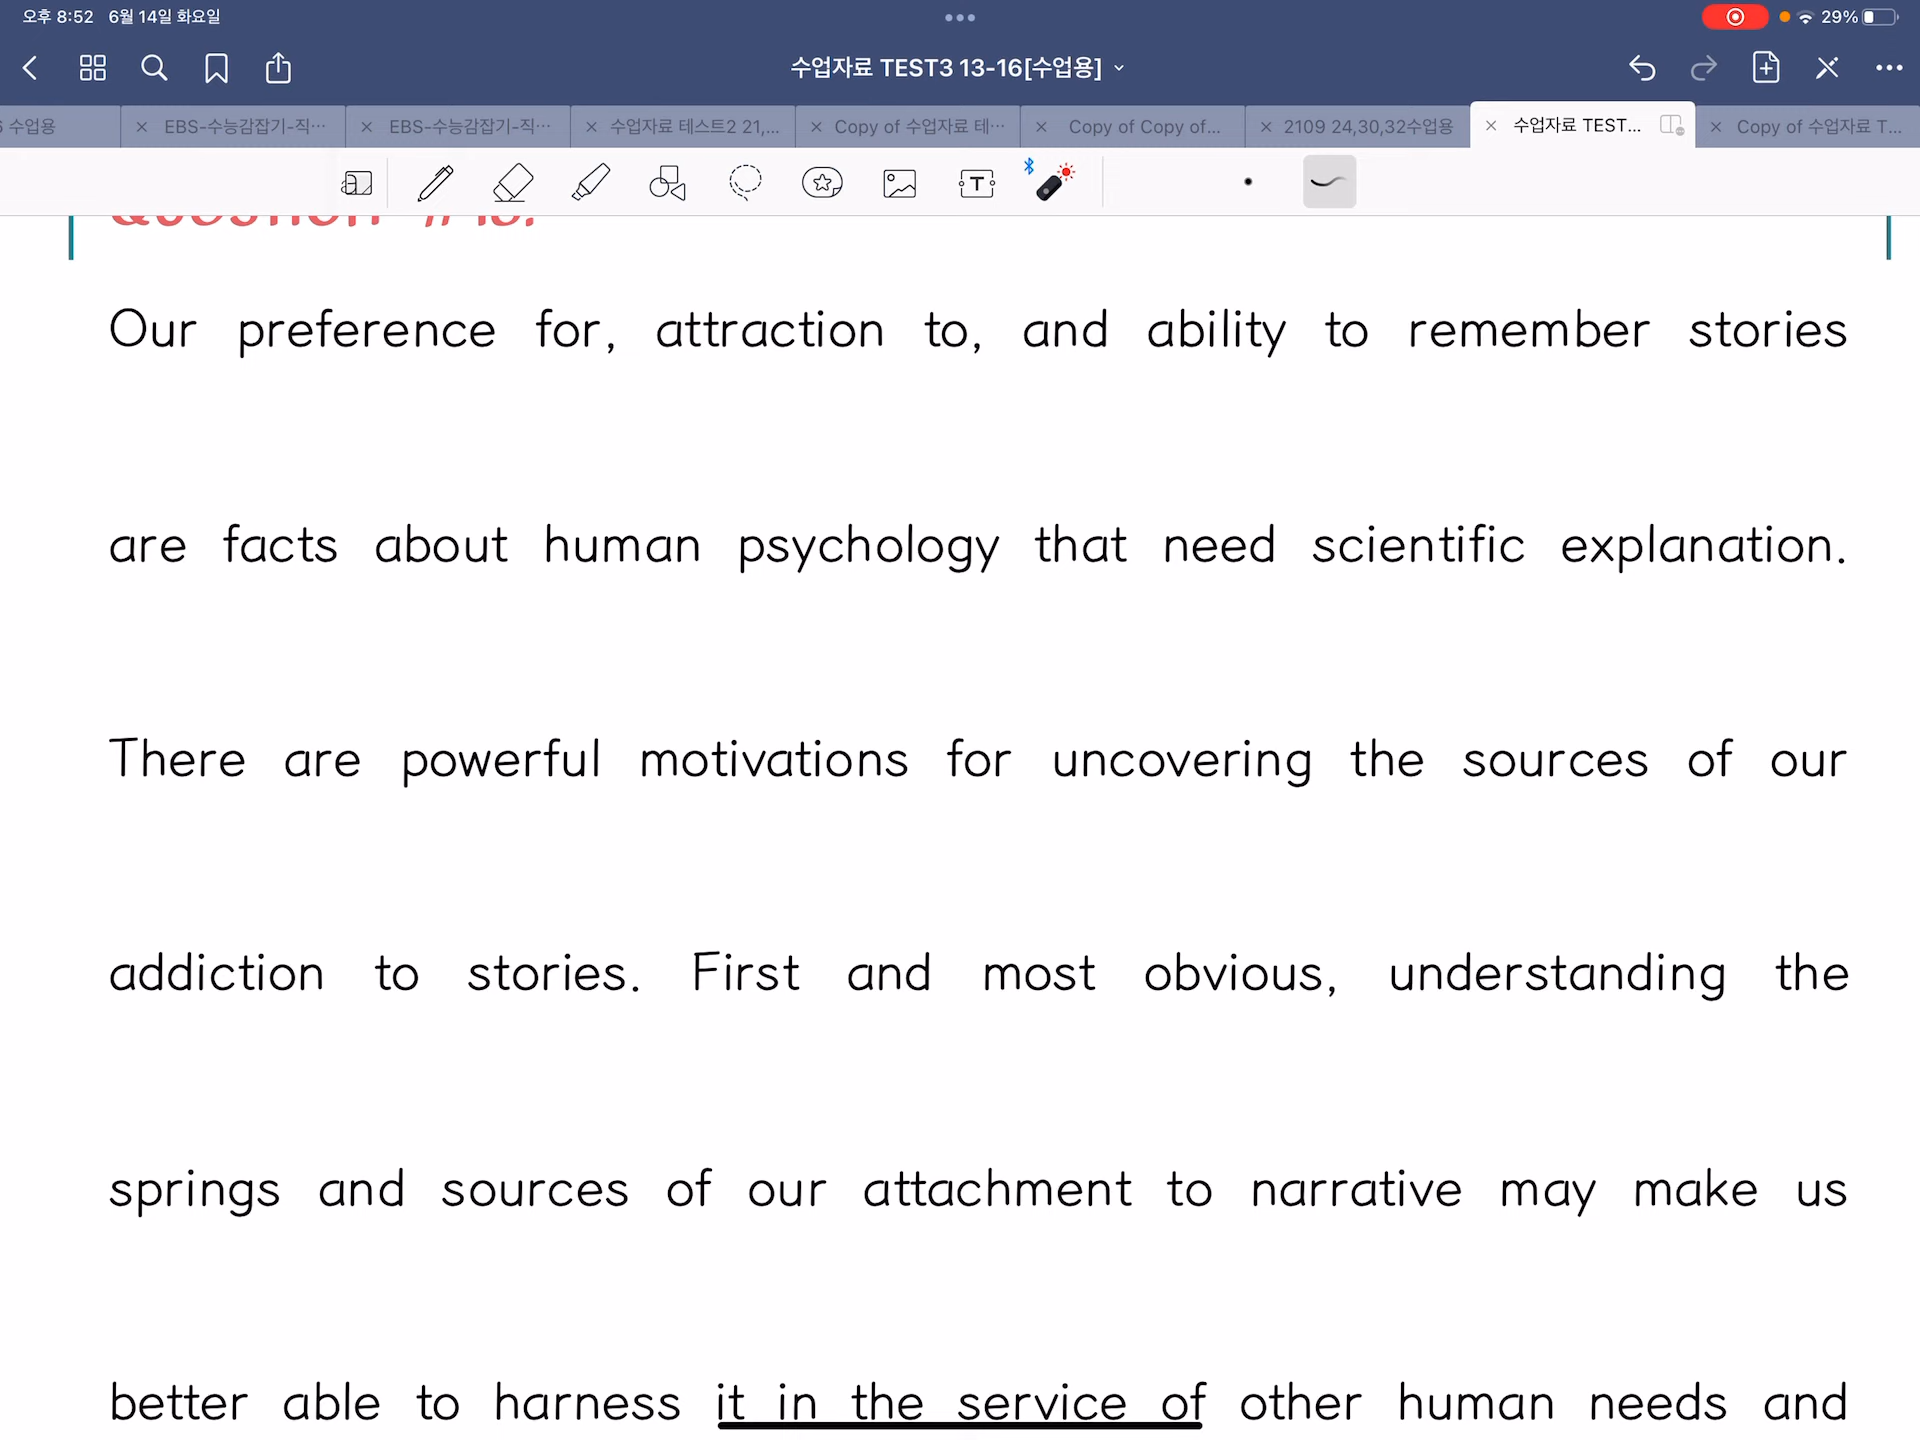 오후 8:52 6월 14일 화요일
29%
수업자료 TEST3 13-16[수업용]
수업용
EBS-수능감잡기-직…
EBS-수능감잡기-직…
수업자료 테스트2 21,...
Copy of 수업자료 테…
Copy of Copy of...
2109 24,30,32수업용
수업자료 TEST...
Copy of 수업자료 T...
Our preference for, attraction to, and ability to remember stories
are facts about human psychology that need scientific explanation.
There are powerful motivations for uncovering the sources of our
addiction to stories. First and most obvious, understanding the
springs and sources of our attachment to narrative may make us
better able to harness it in the service of other human needs and